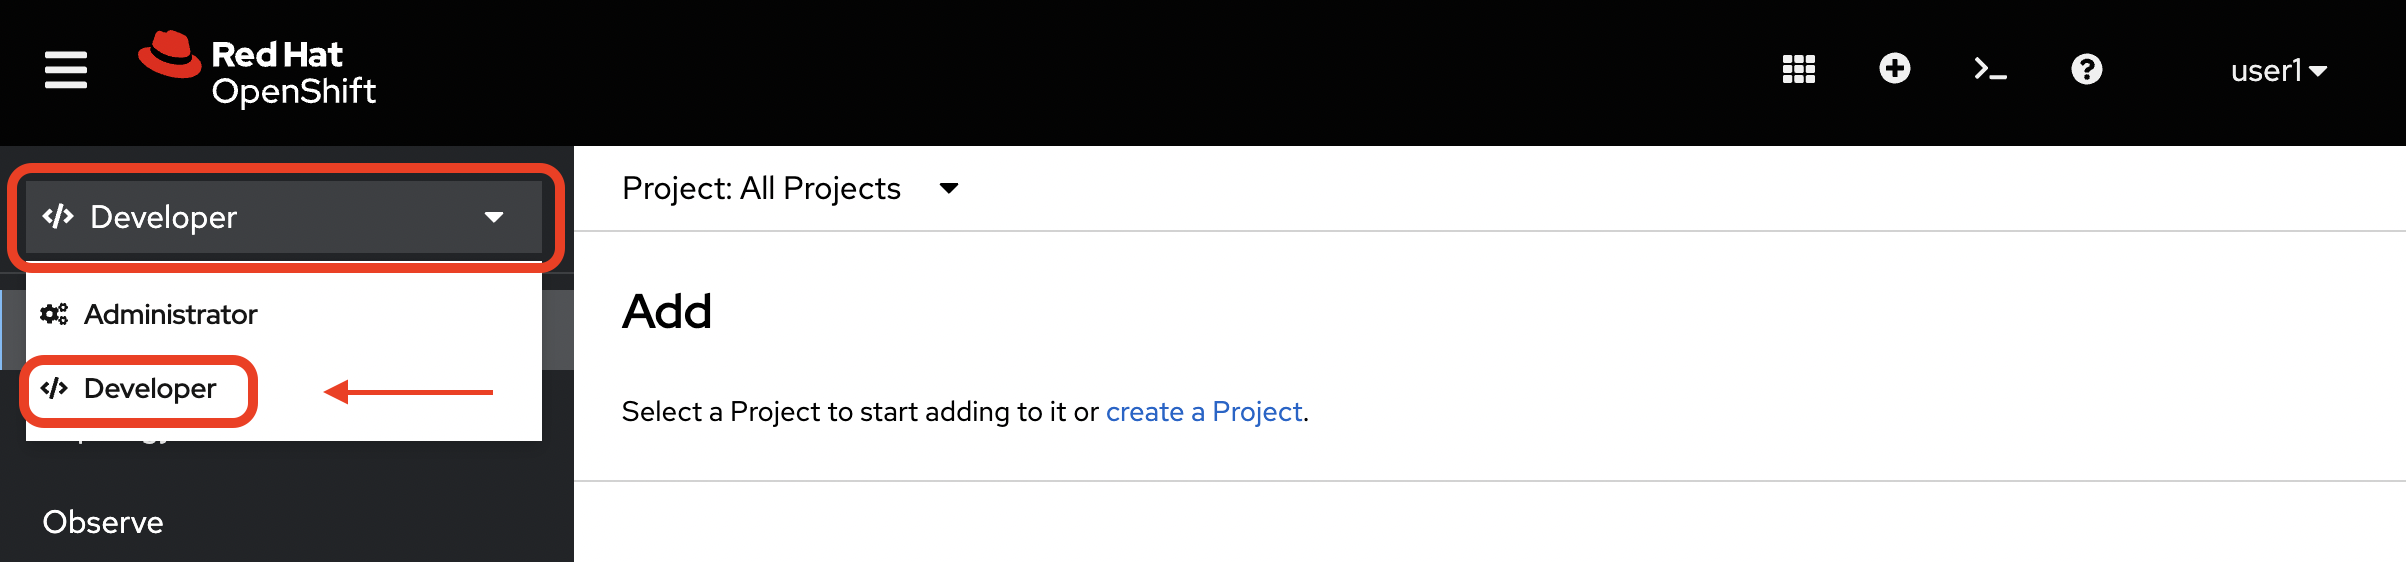 Red Hat
OpenShift
user1
Developer
Project: All Projects
Administrator
Add
Developer
Select a Project to start adding to it or create a Project.
Observe